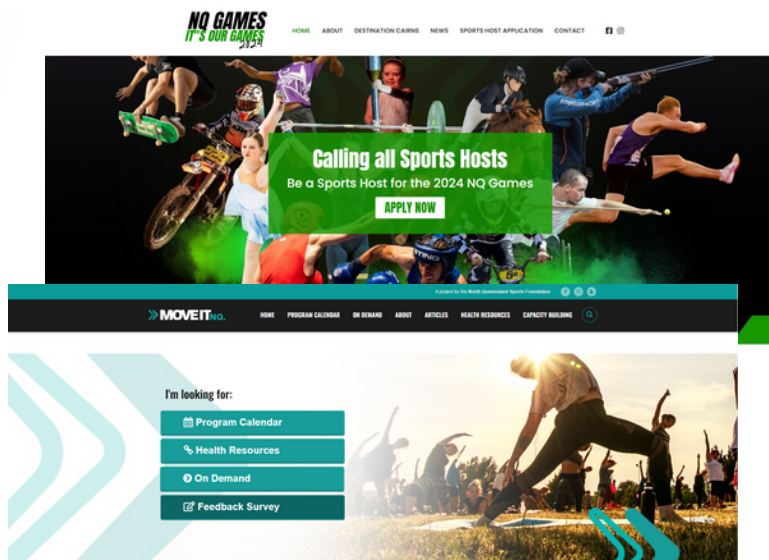 NQ GAMES
IT"S OUR GAMES
2024
HOME ABOUT DESTINATION CAIRNS NEWS SPORTS HOST APPLICATION CONTACT
Calling all Sports Hosts
Be a Sports Host for the 2024 NQ Games
APPLY NOW
A project by the North Queensland Sports Foundation
MOVE IT NQ.
HOME PROGRAM CALENDAR ON DEMAND ABOUT ARTICLES HEALTH RESOURCES CAPACITY BUILDING
I'm looking for:
Program Calendar
Health Resources
On Demand
Feedback Survey